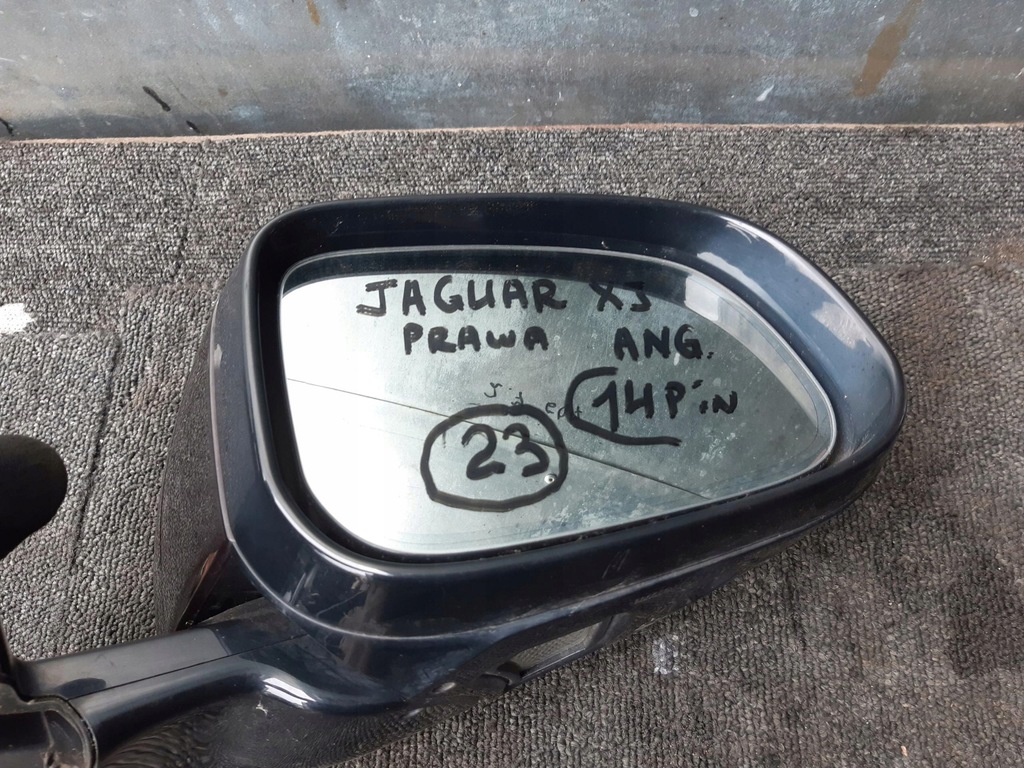 JAGUAR XJ
PRAWA ANG.
14PiN
23